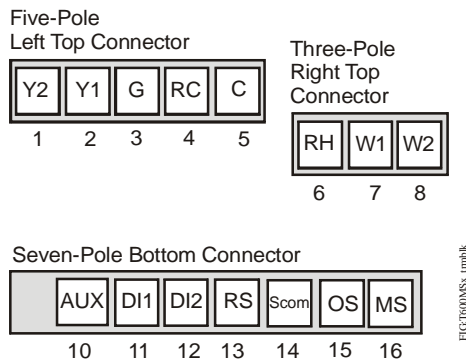 Five-Pole
Left Top Connector
Y2 Y1 G RC C
1 2 3 4 5
Three-Pole
Right Top
Connector
RH W1 W2
6 7 8
Seven-Pole Bottom Connector
AUX DI1 DI2 RS Scom OS MS
10 11 12 13 14 15 16
FIG:T600MSx_trmblk